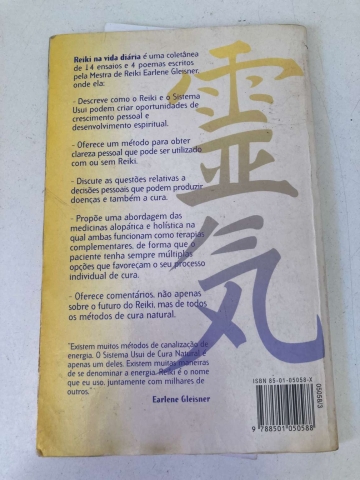 Reiki na vida diária é uma coletânea
de 14 ensaios e 4 poemas escritos
pela Mestra de Reiki Earlene Gleisner,
onde ela:
- Descreve como o Reiki e o Sistema
Usui podem criar oportunidades de
crescimento pessoal e
desenvolvimento espiritual.
- Oferece um método para obter
clareza pessoal que pode ser utilizado
com ou sem Reiki.
- Discute as questões relativas a
decisões pessoais que podem produzir
doenças e também a cura.
- Propõe uma abordagem das
medicinas alopática e holística na
qual ambas funcionam como terapias
complementares, de forma que o
paciente tenha sempre múltiplas
opções que favoreçam o seu processo
individual de cura.
- Oferece comentários, não apenas
sobre o futuro do Reiki, mas de todos
os métodos de cura natural.
"Existem muitos métodos de canalização de
energia. O Sistema Usui de Cura Natural é
apenas um deles. Existem muitas maneiras
de se denominar a energia. Reiki é o nome
que eu uso, juntamente com milhares de
outros."
Earlene Gleisner
靈
気
ISBN 85-01-05058-X
05058/3
9 788501 050588